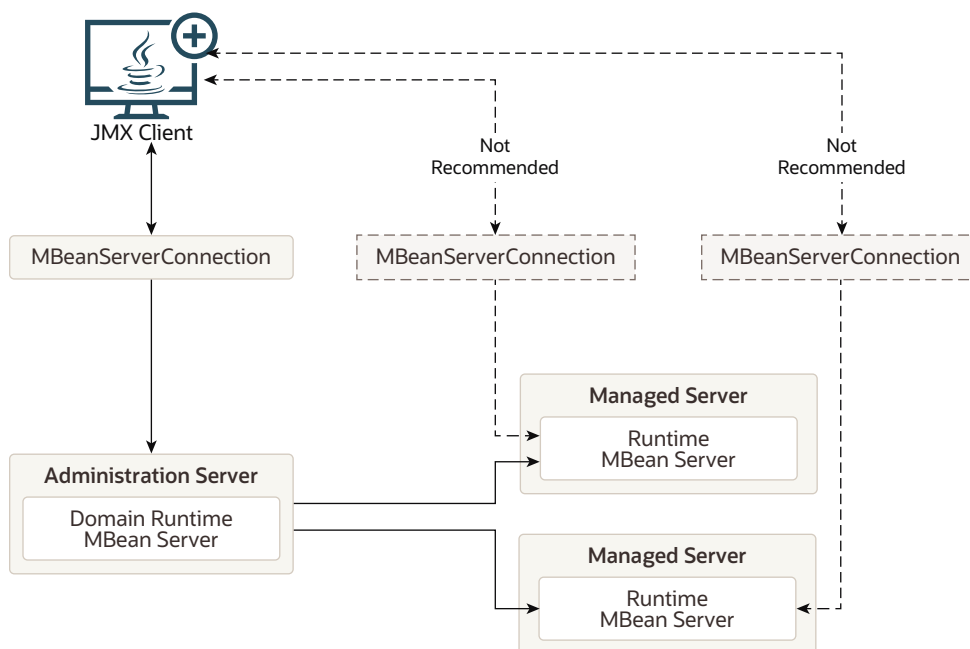 JMX Client
Not
Recommended
Not
Recommended
MBeanServerConnection
MBeanServerConnection
MBeanServerConnection
Managed Server
Runtime
MBean Server
Administration Server
Domain Runtime
MBean Server
Managed Server
Runtime
MBean Server